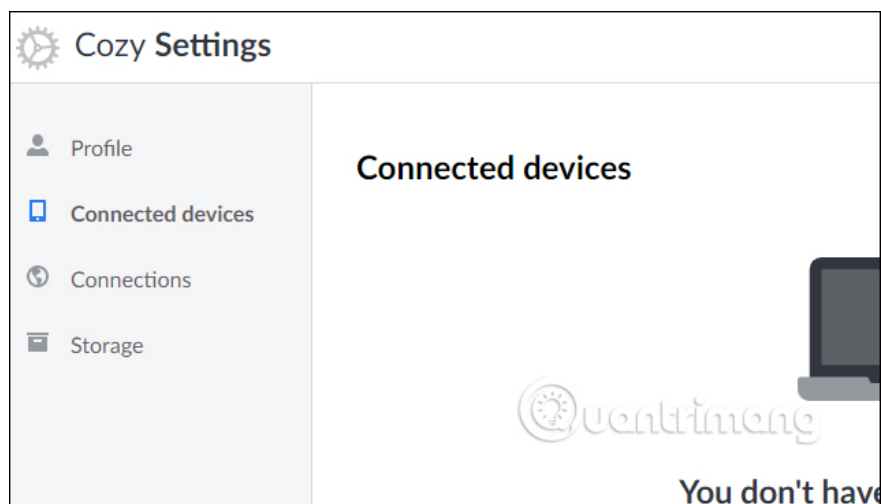 Cozy Settings
Profile
Connected devices
Connections
Storage
Connected devices
Quantrimang
You don't have